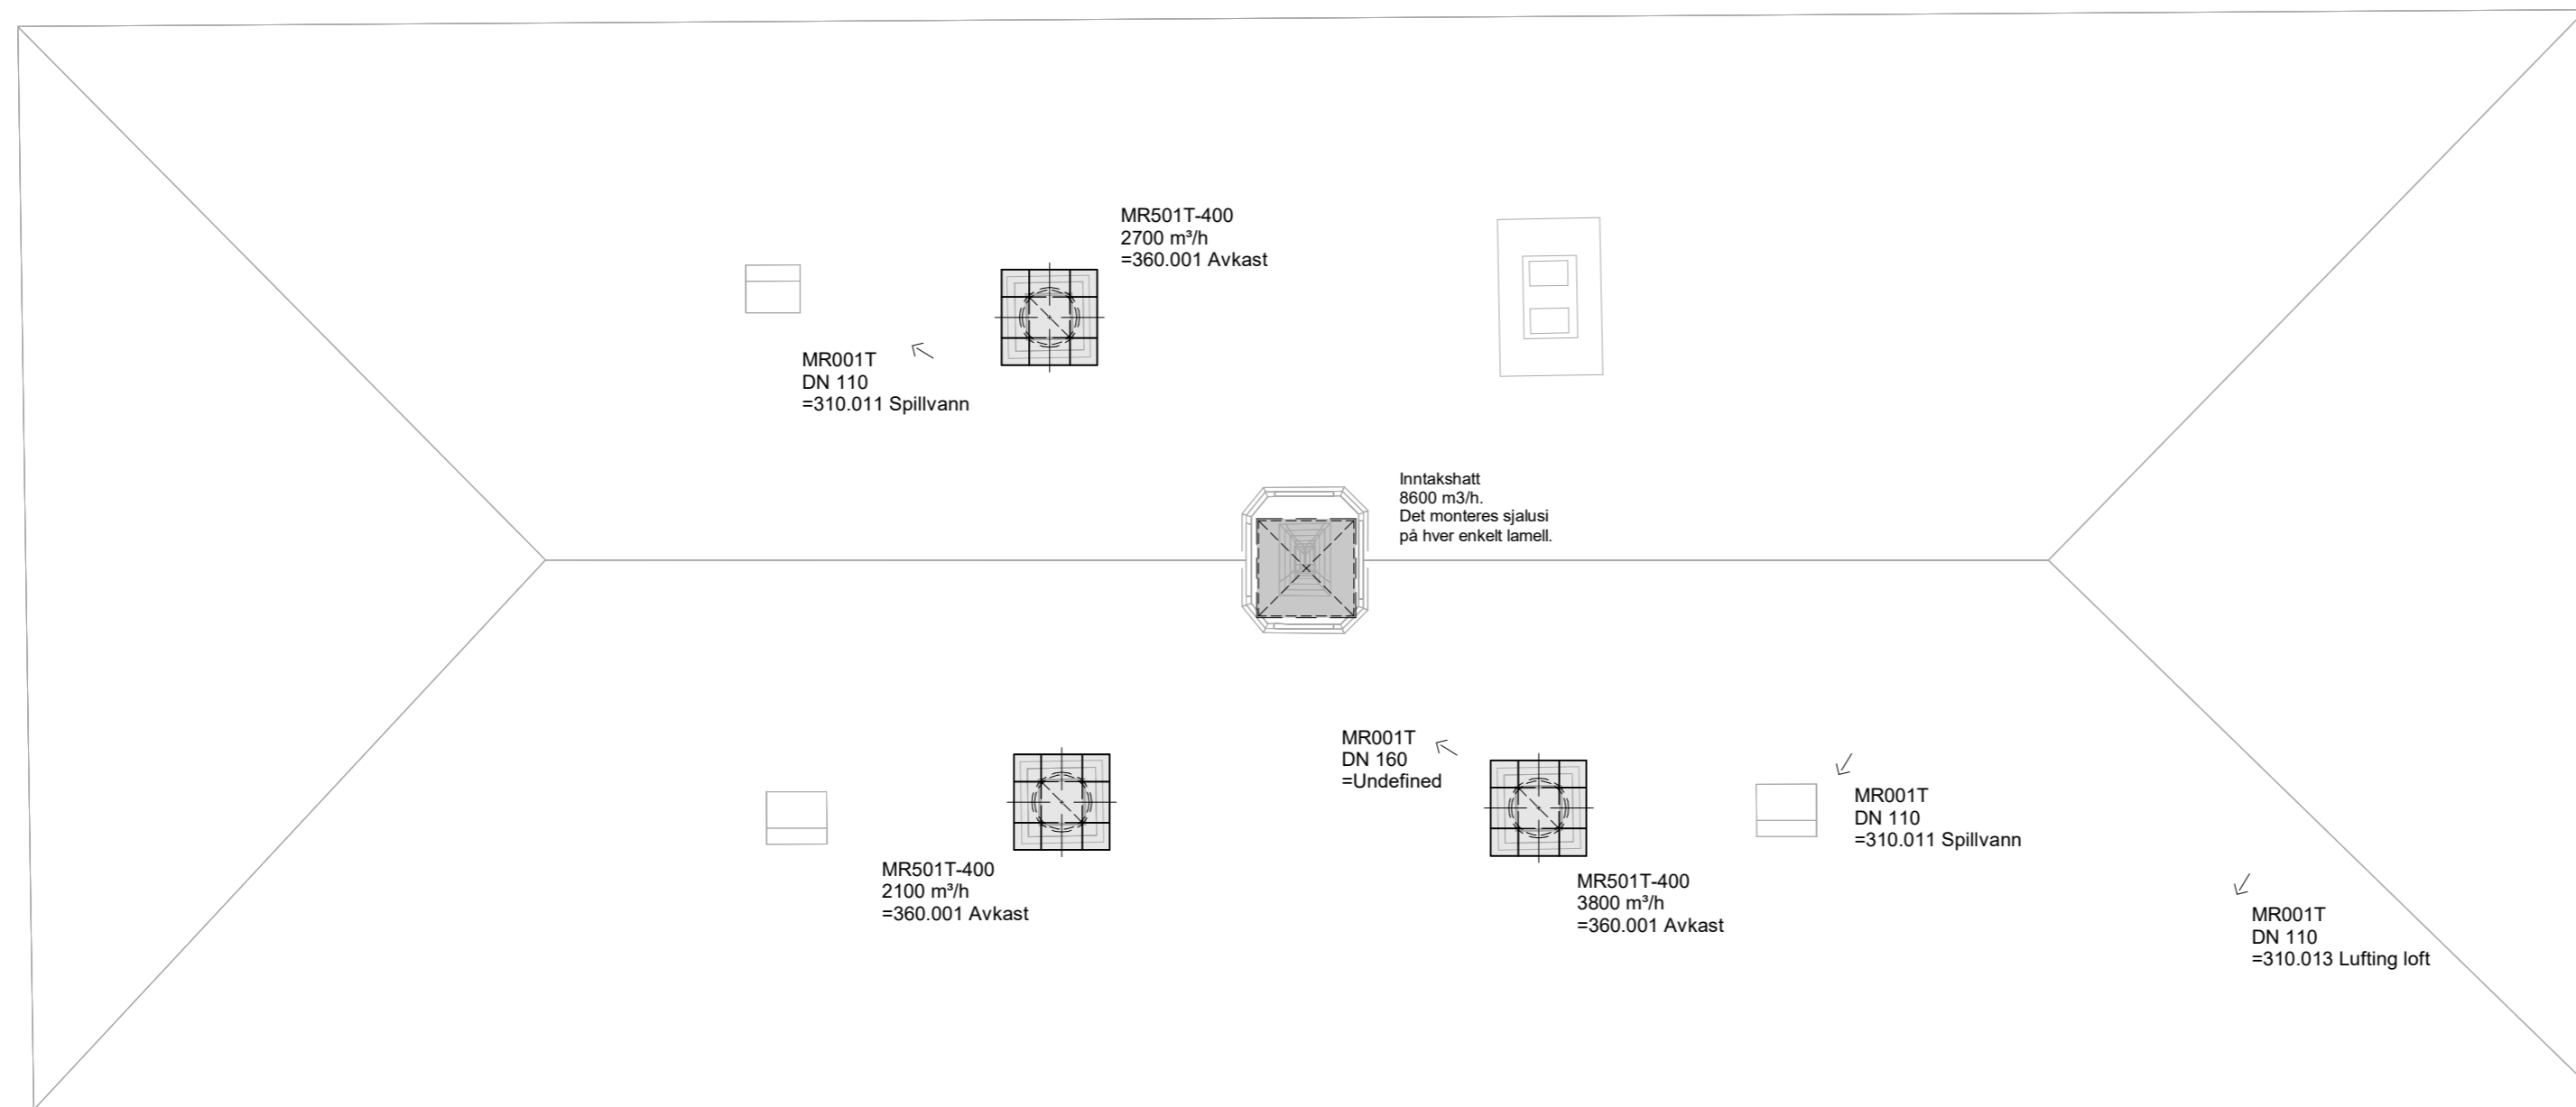 MR501T-400
2700 m³/h
=360.001 Avkast
MR001T
DN 110
=310.011 Spillvann
Inntakshatt
8600 m3/h.
Det monteres sjalusi
på hver enkelt lamell.
MR001T
DN 160
=Undefined
MR001T
DN 110
=310.011 Spillvann
MR501T-400
2100 m³/h
=360.001 Avkast
MR501T-400
3800 m³/h
=360.001 Avkast
MR001T
DN 110
=310.013 Lufting loft